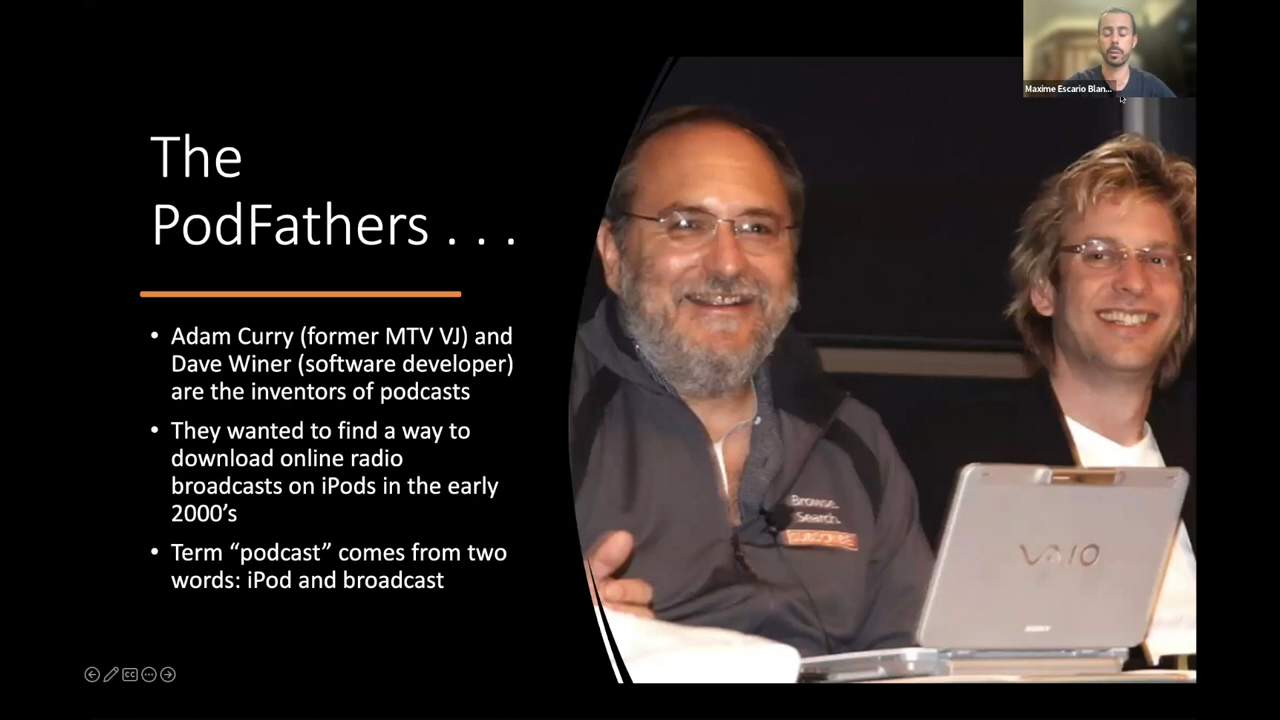 Maxime Escario Blan...
The
PodFathers . . .
• Adam Curry (former MTV VJ) and
Dave Winer (software developer)
are the inventors of podcasts
• They wanted to find a way to
download online radio
broadcasts on iPods in the early
2000’s
• Term “podcast” comes from two
words: iPod and broadcast
Browse.
Search.
SUBSCRIBE
VAIO
SONY
CC